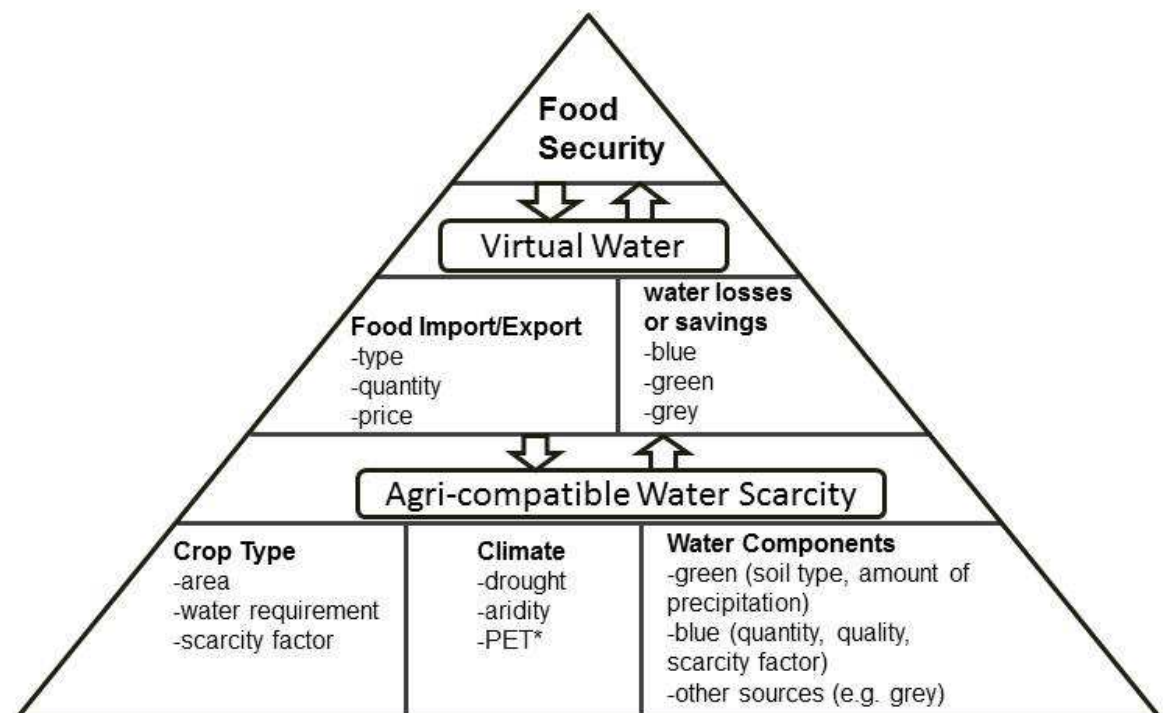 Food
Security
Virtual Water
Food Import/Export
-type
-quantity
-price
water losses
or savings
-blue
-green
-grey
Agri-compatible Water Scarcity
Crop Type
-area
-water requirement
-scarcity factor
Climate
-drought
-aridity
-PET*
Water Components
-green (soil type, amount of
precipitation)
-blue (quantity, quality,
scarcity factor)
-other sources (e.g. grey)